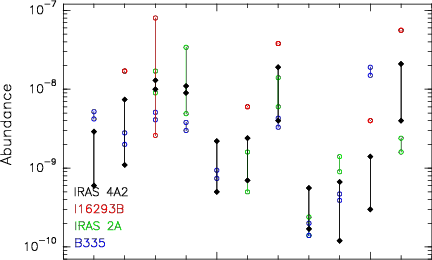 10⁻⁷
10⁻⁸
10⁻⁹
10⁻¹⁰
Abundance
IRAS 4A2
I16293B
IRAS 2A
B335